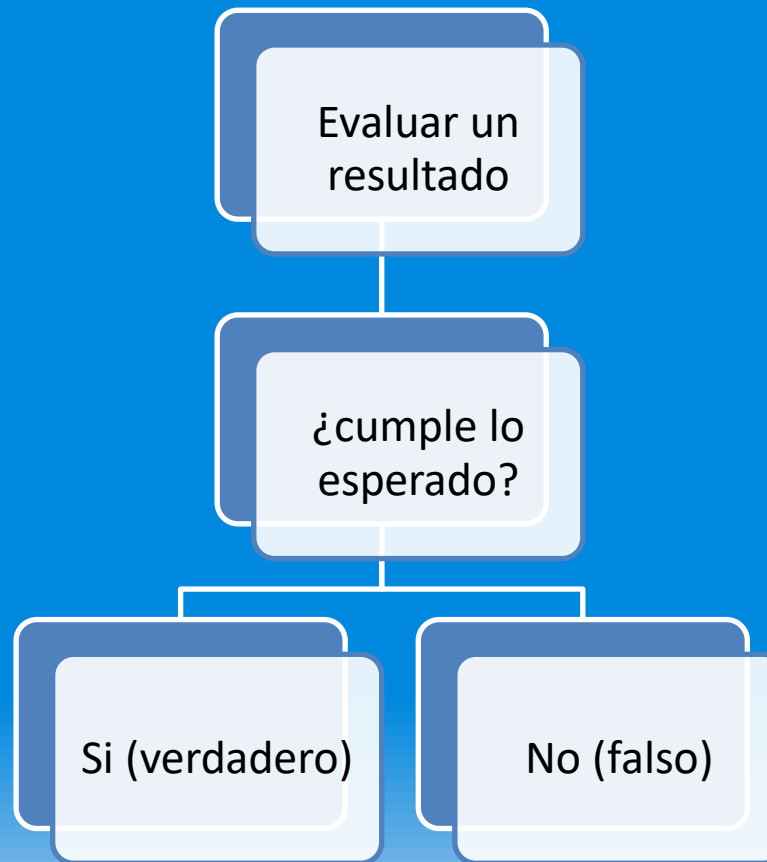 Evaluar un
resultado
¿cumple lo
esperado?
Si (verdadero)
No (falso)